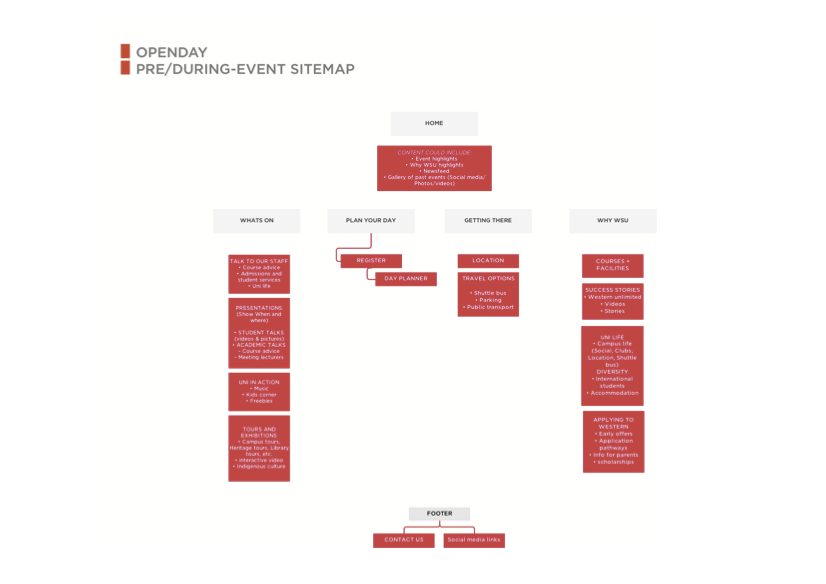 OPENDAY
PRE/DURING-EVENT SITEMAP
HOME
CONTENT COULD INCLUDE
• Event highlights
• Why WSU highlights
• Newsfeed
• Gallery of past events (Social media/
Photos/videos)
WHATS ON
PLAN YOUR DAY
GETTING THERE
WHY WSU
TALK TO OUR STAFF
• Course advice
• Admissions and
student services
• Uni life
PRESENTATIONS
(Show When and
where)
• STUDENT TALKS
(videos & pictures)
• ACADEMIC TALKS
- Course advice
- Meeting lecturers
UNI IN ACTION
• Music
• Kids corner
• Freebies
TOURS AND
EXHIBITIONS
• Campus tours,
Heritage tours, Library
tours, etc.
• Interactive video
• Indigenous culture
REGISTER
DAY PLANNER
LOCATION
TRAVEL OPTIONS
• Shuttle bus
• Parking
• Public transport
COURSES +
FACILITIES
SUCCESS STORIES
• Western unlimited
• Videos
• Stories
UNI LIFE
• Campus life
(Social, Clubs,
Location, Shuttle
bus)
DIVERSITY
• International
students
• Accommodation
APPLYING TO
WESTERN
• Early offers
• Application
pathways
• Info for parents
• scholarships
FOOTER
CONTACT US
Social media links